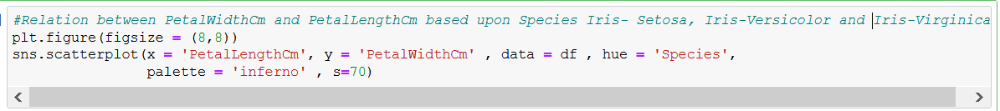 #Relation between PetalWidthCm and PetalLengthCm based upon Species Iris- Setosa, Iris-Versicolor and Iris-Virginica
plt.figure(figsize = (8,8))
sns.scatterplot(x = 'PetalLengthCm', y = 'PetalWidthCm' , data = df , hue = 'Species',
                palette = 'inferno' , s=70)